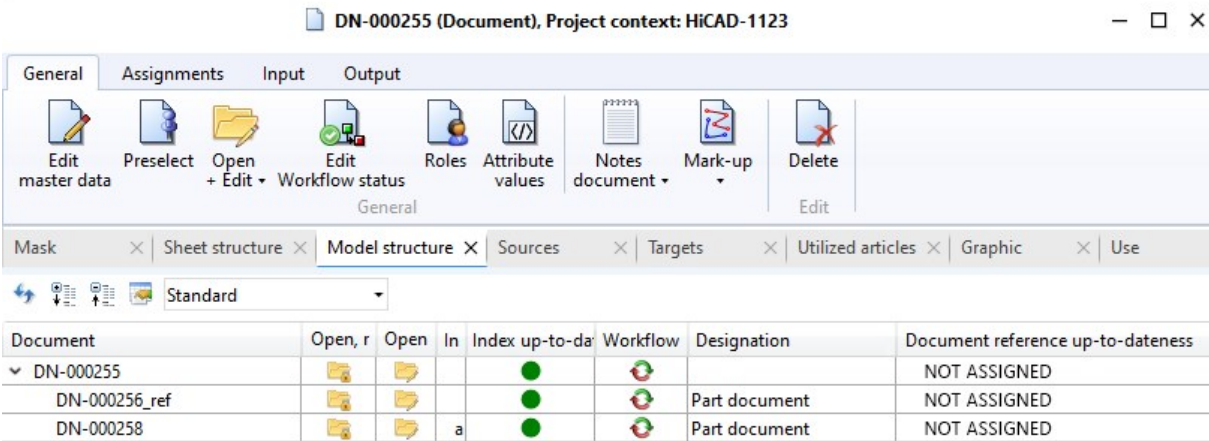 DN-000255 (Document), Project context: HiCAD-1123
General Assignments Input Output
Edit master data
Preselect
Open + Edit
Edit Workflow status
Roles
Attribute values
Notes document
Mark-up
Delete
General
Edit
Mask Sheet structure Model structure Sources Targets Utilized articles Graphic Use
Standard
Document Open, r Open In Index up-to-da Workflow Designation Document reference up-to-dateness
DN-000255 NOT ASSIGNED
DN-000256_ref Part document NOT ASSIGNED
DN-000258 a Part document NOT ASSIGNED